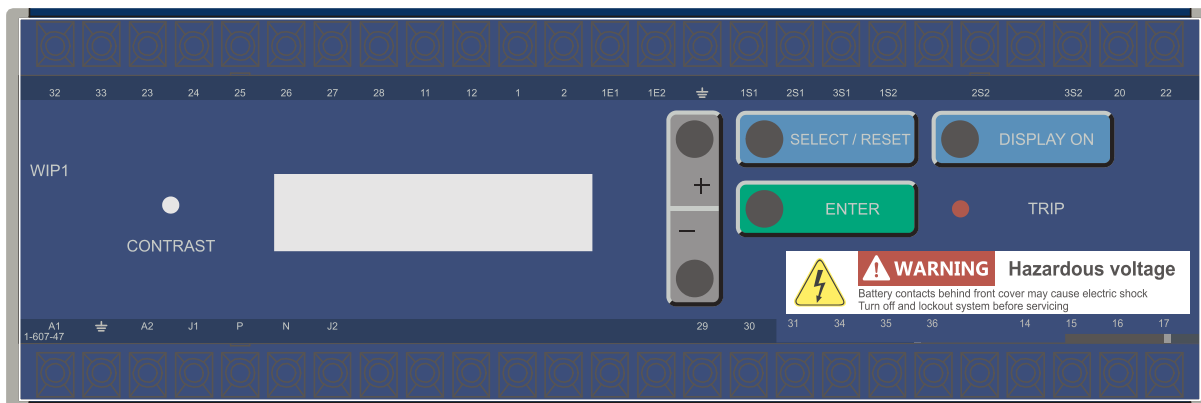 32 33 23 24 25 26 27 28 11 12 1 2 1E1 1E2 1S1 2S1 3S1 1S2 2S2 3S2 20 22
SELECT / RESET DISPLAY ON
WIP1
+
ENTER TRIP
−
CONTRAST
WARNING Hazardous voltage
Battery contacts behind front cover may cause electric shock
Turn off and lockout system before servicing
A1 A2 J1 P N J2 29 30 31 34 35 36 14 15 16 17
1-607-47